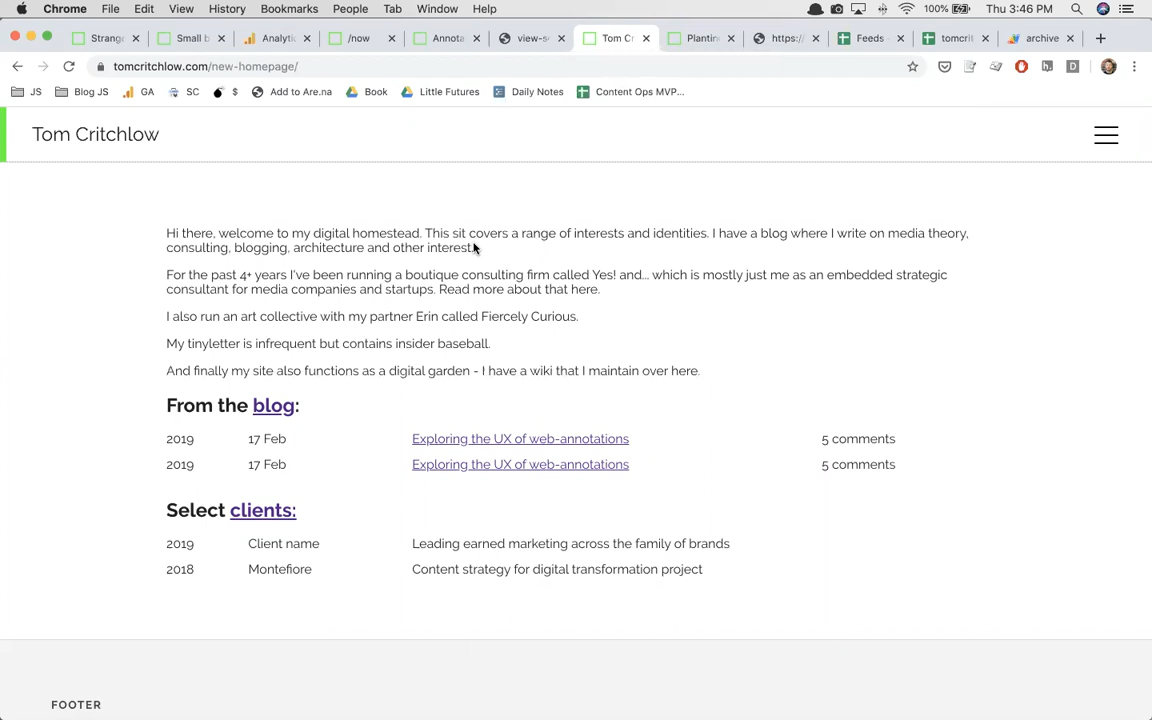 Chrome File Edit View History Bookmarks People Tab Window Help 100% Thu 3:46 PM
Strange Small b Analytic /now Annota view-s Tom C Plantin https:/ Feeds - tomcrit archive
tomcritchlow.com/new-homepage/
JS Blog JS GA SC $ Add to Are.na Book Little Futures Daily Notes Content Ops MVP...
Tom Critchlow
Hi there, welcome to my digital homestead. This sit covers a range of interests and identities. I have a blog where I write on media theory,
consulting, blogging, architecture and other interest.
For the past 4+ years I've been running a boutique consulting firm called Yes! and... which is mostly just me as an embedded strategic
consultant for media companies and startups. Read more about that here.
I also run an art collective with my partner Erin called Fiercely Curious.
My tinyletter is infrequent but contains insider baseball.
And finally my site also functions as a digital garden - I have a wiki that I maintain over here.
From the blog:
2019 17 Feb Exploring the UX of web-annotations 5 comments
2019 17 Feb Exploring the UX of web-annotations 5 comments
Select clients:
2019 Client name Leading earned marketing across the family of brands
2018 Montefiore Content strategy for digital transformation project
FOOTER